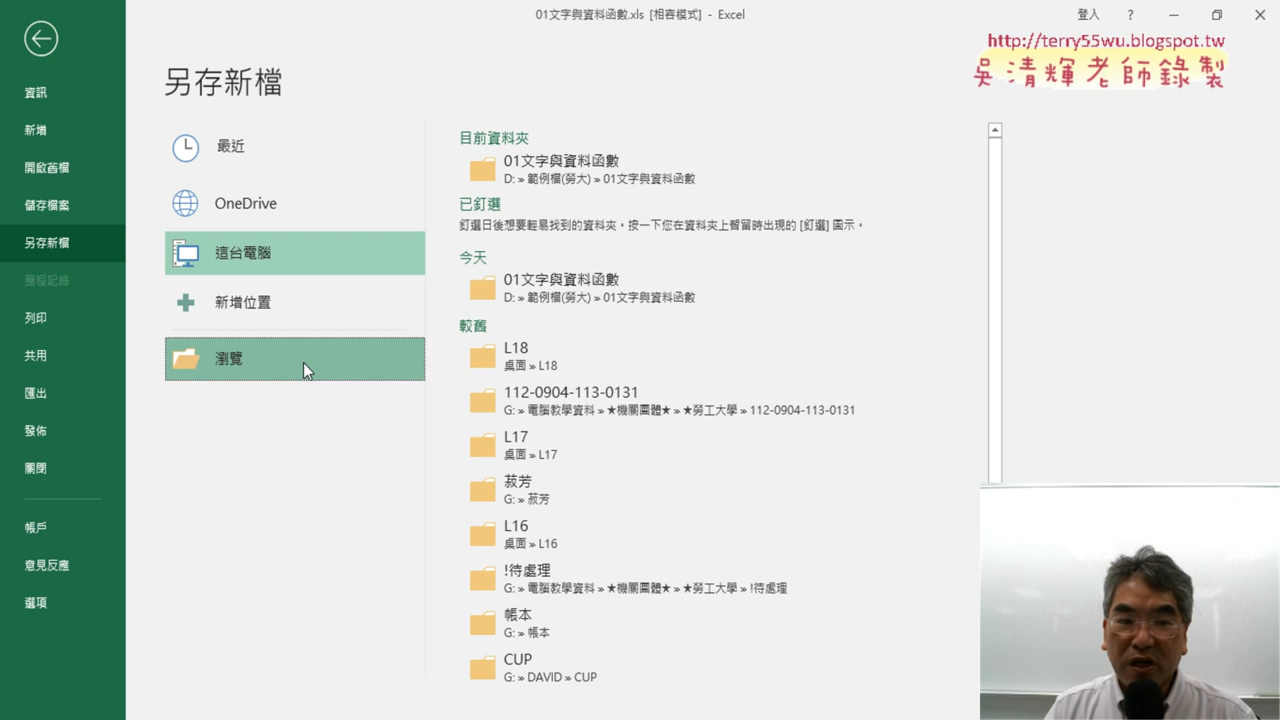 01文字與資料函數.xls [相容模式] - Excel
登入
?
http://terry55wu.blogspot.tw
吳清輝老師錄製
資訊
新增
開啟舊檔
儲存檔案
另存新檔
歷程記錄
列印
共用
匯出
發佈
關閉
帳戶
意見反應
選項
另存新檔
最近
OneDrive
這台電腦
新增位置
瀏覽
目前資料夾
01文字與資料函數
D: » 範例檔(勞大) » 01文字與資料函數
已釘選
釘選日後想要輕易找到的資料夾。按一下您在資料夾上暫留時出現的 [釘選] 圖示。
今天
01文字與資料函數
D: » 範例檔(勞大) » 01文字與資料函數
較舊
L18
桌面 » L18
112-0904-113-0131
G: » 電腦教學資料 » ★機關團體★ » ★勞工大學 » 112-0904-113-0131
L17
桌面 » L17
菽芳
G: » 菽芳
L16
桌面 » L16
!待處理
G: » 電腦教學資料 » ★機關團體★ » ★勞工大學 » !待處理
帳本
G: » 帳本
CUP
G: » DAVID » CUP